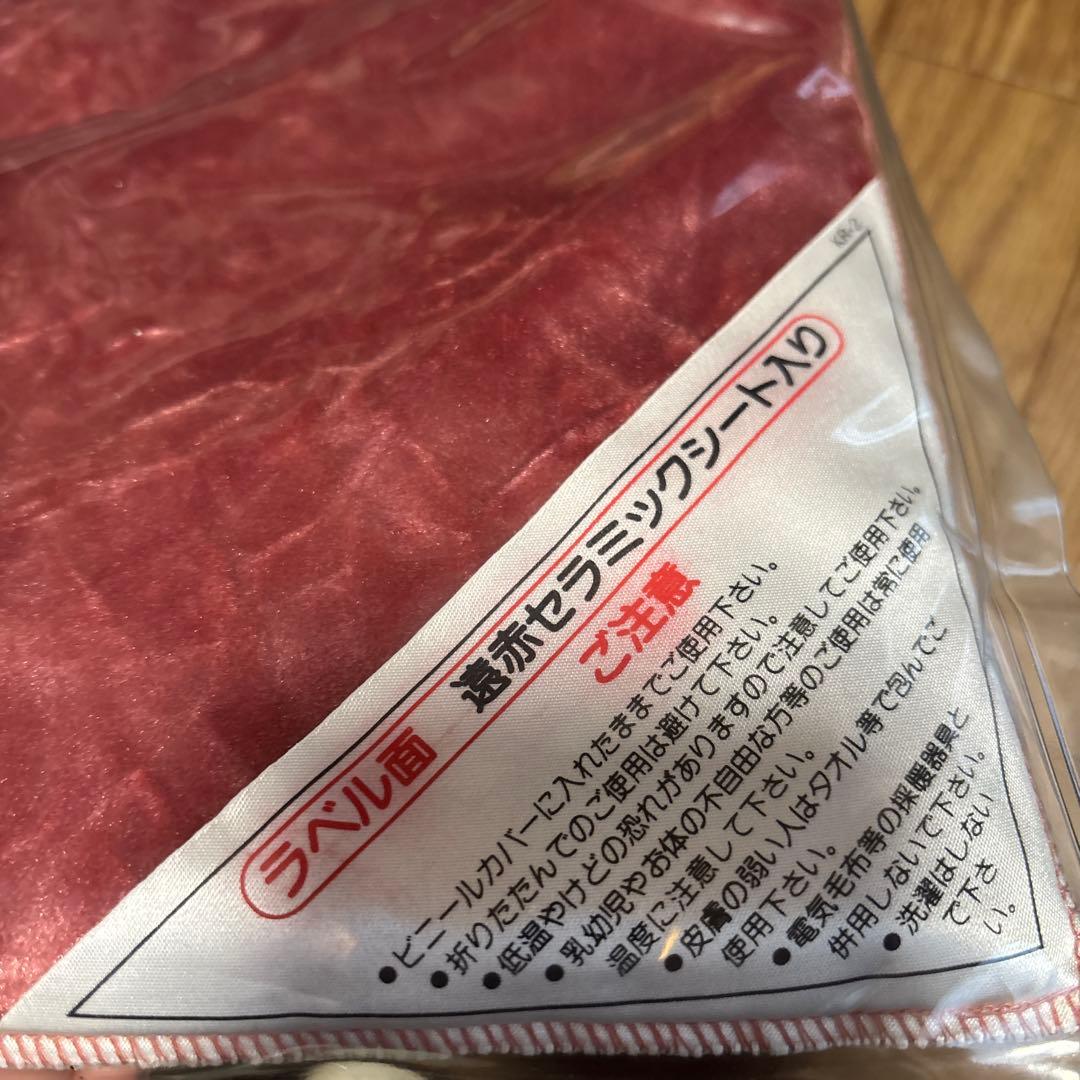 KR-2
ラベル面 遠赤セラミックシート入り
ご注意
●ビニールカバーに入れたままでご使用下さい。
●折りたたんでのご使用は避けて下さい。
●低温やけどの恐れがありますので注意してご使用下さい。
●乳幼児やお体の不自由な方等のご使用は常に使用
温度に注意して下さい。
●皮膚の弱い人はタオル等で包んでご
使用下さい。
●電気毛布等の採暖器具と
併用しないで下さい。
●洗濯はしない
で下さ
い。